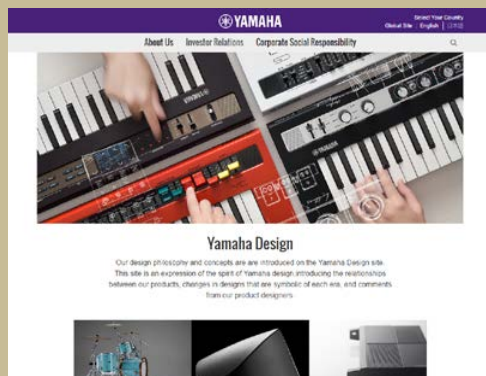 YAMAHA
Select Your Country
Global Site | English |
About Us Investor Relations Corporate Social Responsibility
YAMAHA
Yamaha Design
Our design philosophy and concepts are are introduced on the Yamaha Design site.
This site is an expression of the spirit of Yamaha design introducing the relationships
between our products, changes in designs that are symbolic of each era, and comments
from our product designers